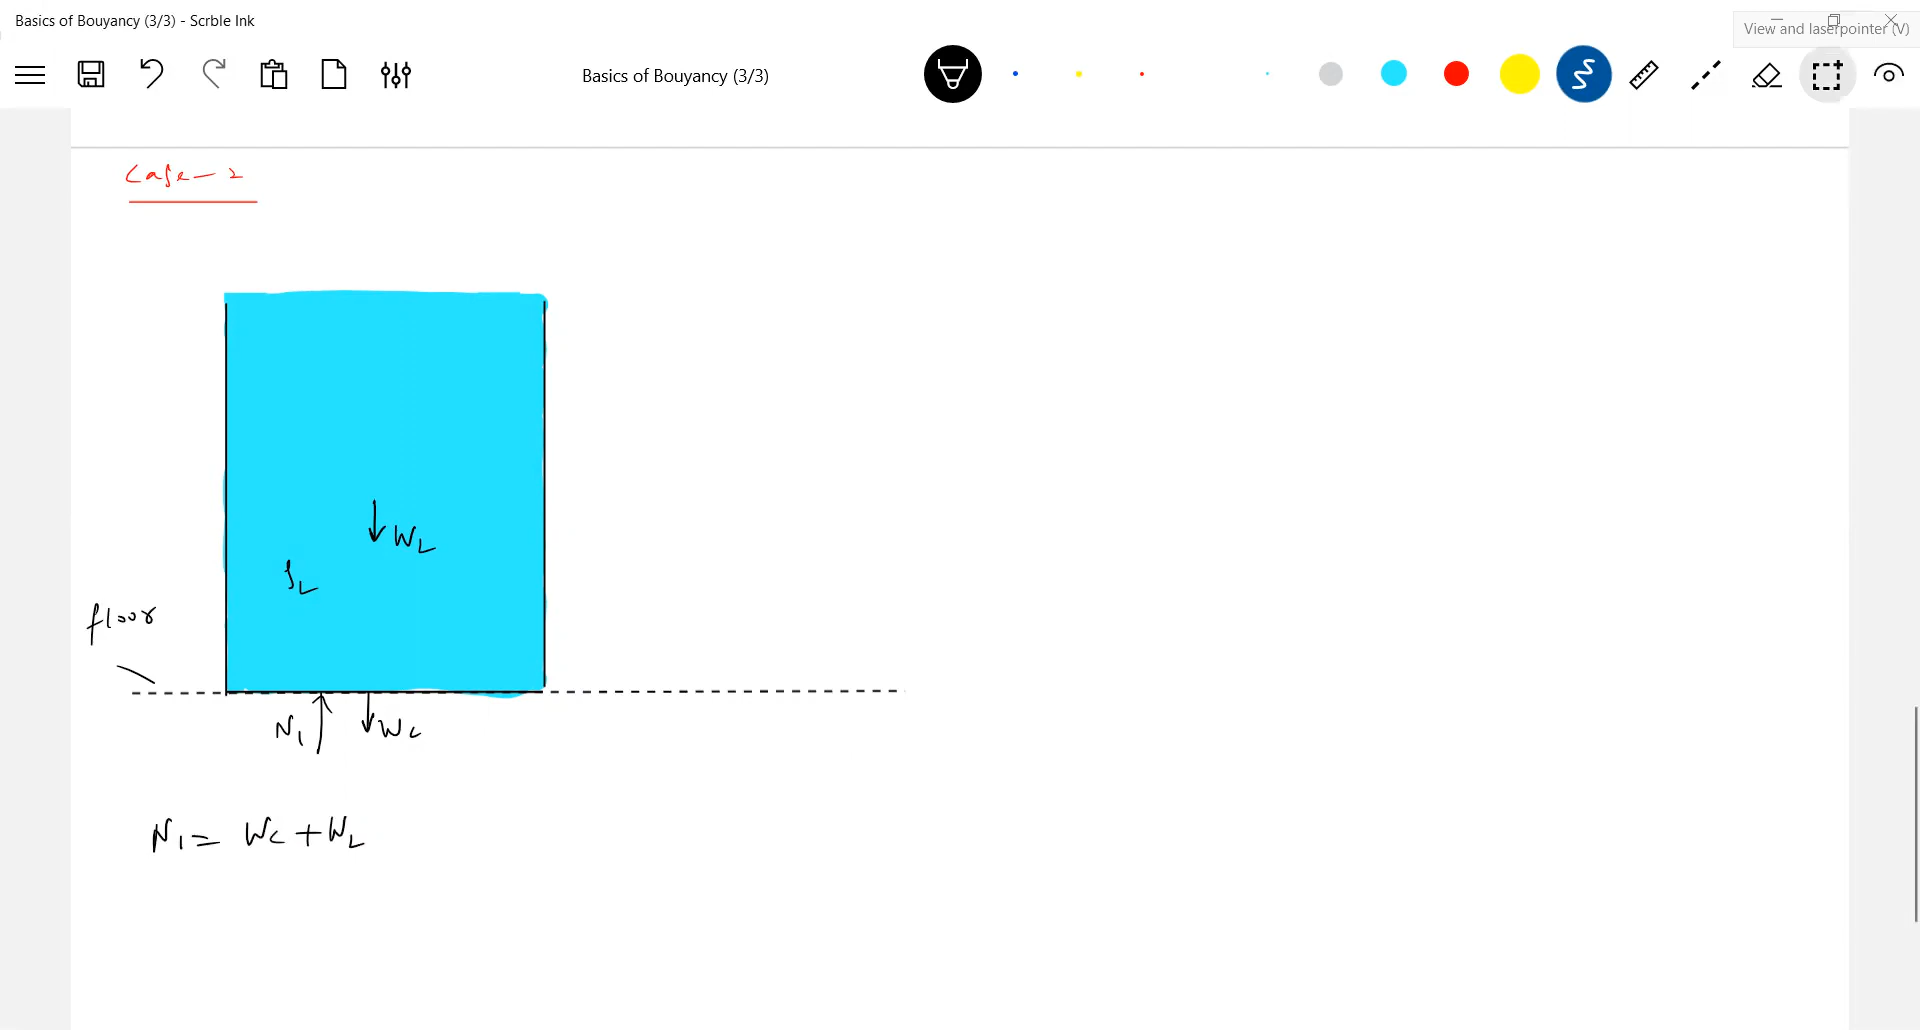 Basics of Bouyancy (3/3) - Scrble Ink
View and laserpointer (V)
Basics of Bouyancy (3/3)
Case-2
W_L
ρ_L
floor
N_1
W_C
N_1 = W_C + W_L